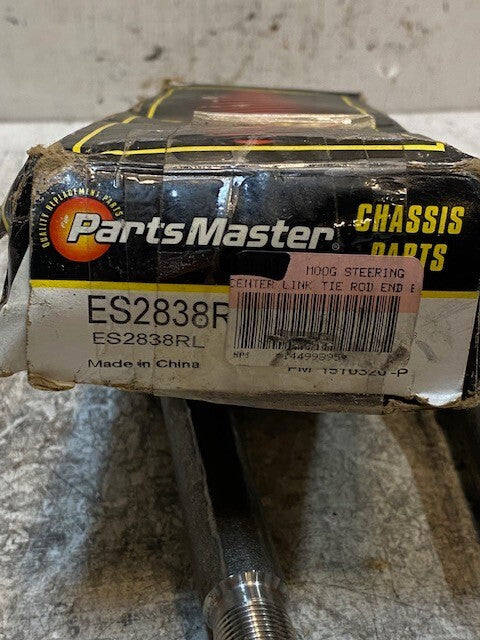 QUALITY REPLACEMENT PARTS
PartsMaster®
CHASSIS
PARTS
MOOG STEERING
CENTER LINK TIE ROD END
ES2838R
ES2838RL
Made in China